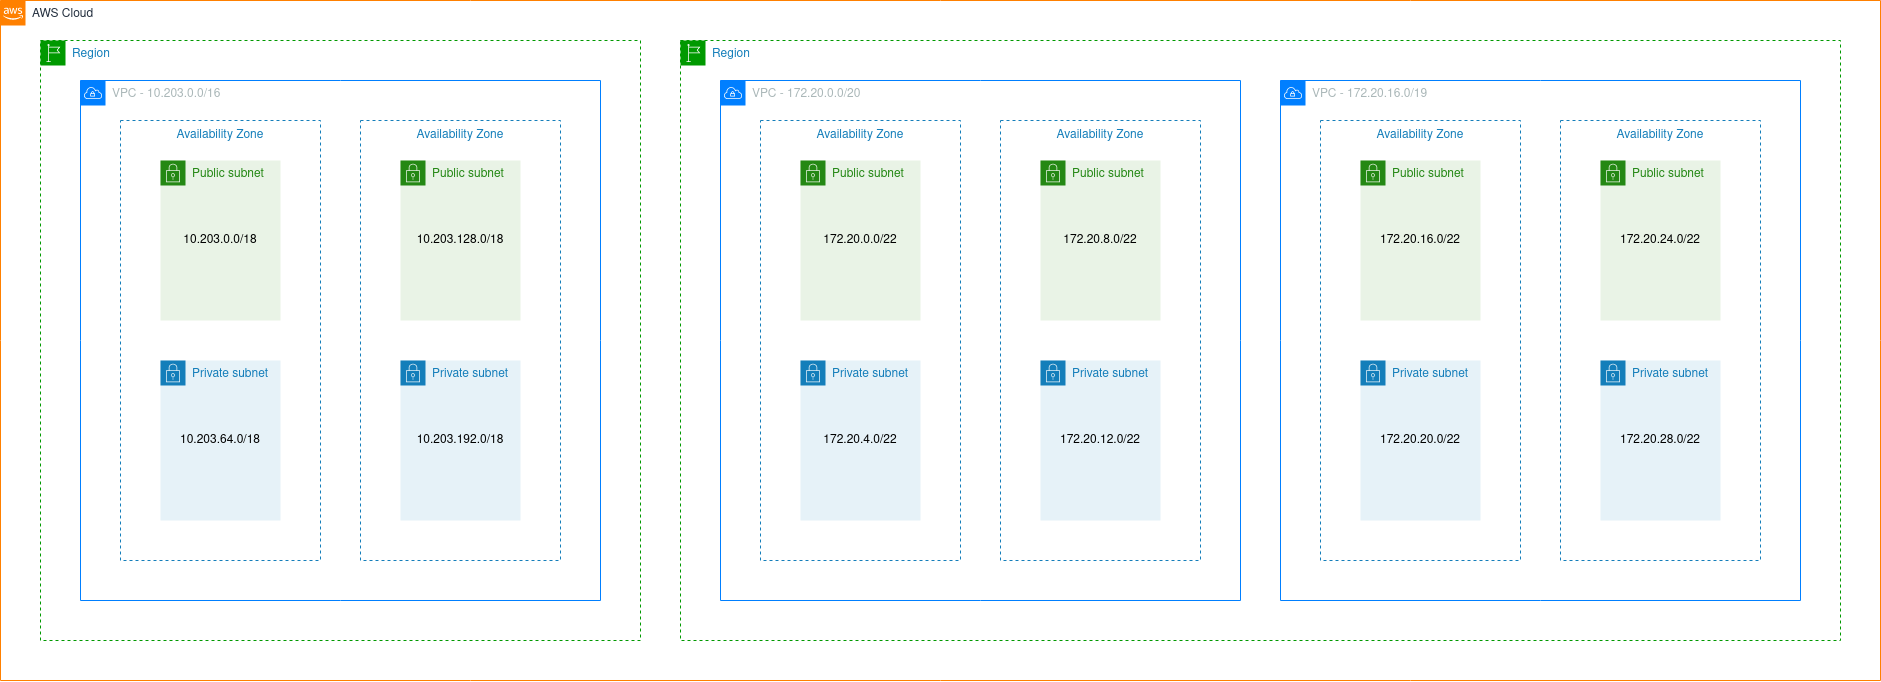 aws
AWS Cloud
Region
VPC - 10.203.0.0/16
Availability Zone
Public subnet
10.203.0.0/18
Private subnet
10.203.64.0/18
Availability Zone
Public subnet
10.203.128.0/18
Private subnet
10.203.192.0/18
Region
VPC - 172.20.0.0/20
Availability Zone
Public subnet
172.20.0.0/22
Private subnet
172.20.4.0/22
Availability Zone
Public subnet
172.20.8.0/22
Private subnet
172.20.12.0/22
VPC - 172.20.16.0/19
Availability Zone
Public subnet
172.20.16.0/22
Private subnet
172.20.20.0/22
Availability Zone
Public subnet
172.20.24.0/22
Private subnet
172.20.28.0/22